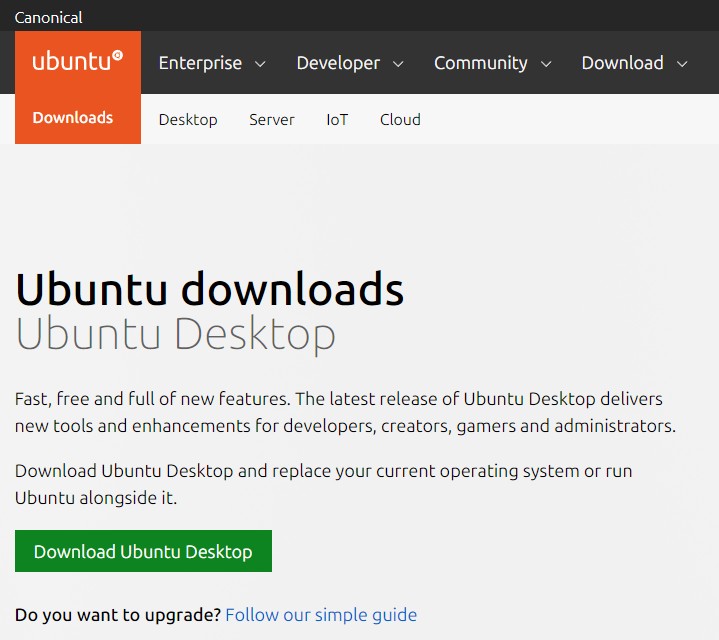 Canonical
ubuntu Enterprise Developer Community Download
Downloads Desktop Server IoT Cloud
Ubuntu downloads
Ubuntu Desktop
Fast, free and full of new features. The latest release of Ubuntu Desktop delivers
new tools and enhancements for developers, creators, gamers and administrators.
Download Ubuntu Desktop and replace your current operating system or run
Ubuntu alongside it.
Download Ubuntu Desktop
Do you want to upgrade? Follow our simple guide